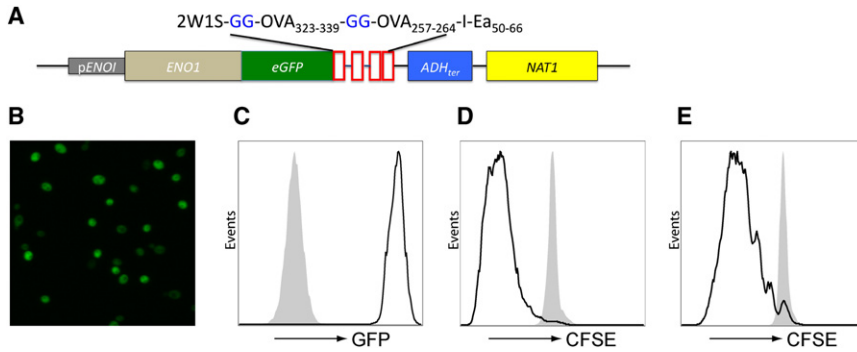 A
2W1S-GG-OVA323-339-GG-OVA257-264-I-Ea50-66
pENOI ENO1 eGFP ADHter NAT1
B C D E
Events Events Events
GFP CFSE CFSE